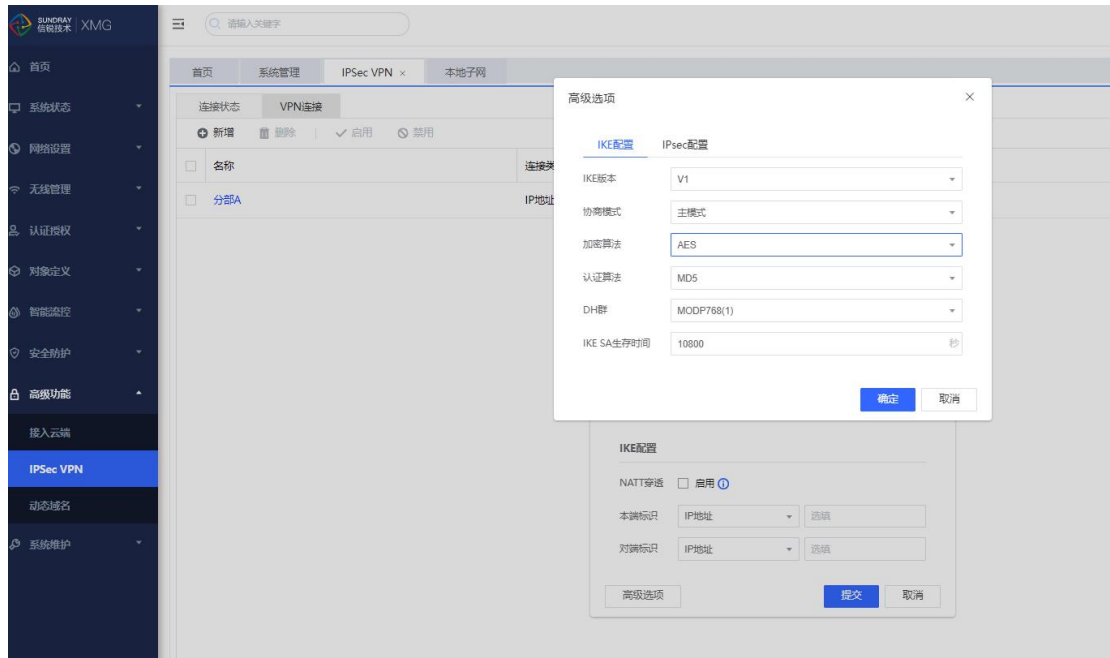 SUNDRAY
信锐技术 XMG
请输入关键字
首页
系统状态
网络设置
无线管理
认证授权
对象定义
智能流控
安全防护
高级功能
接入云端
IPSec VPN
动态域名
系统维护
首页 系统管理 IPSec VPN × 本地子网
连接状态 VPN连接
新增 删除 启用 禁用
名称 连接类
分部A IP地址
高级选项 ×
IKE配置 IPsec配置
IKE版本 V1
协商模式 主模式
加密算法 AES
认证算法 MD5
DH群 MODP768(1)
IKE SA生存时间 10800 秒
确定 取消
IKE配置
NATT穿透 启用
本端标识 IP地址 选填
对端标识 IP地址 选填
高级选项 提交 取消